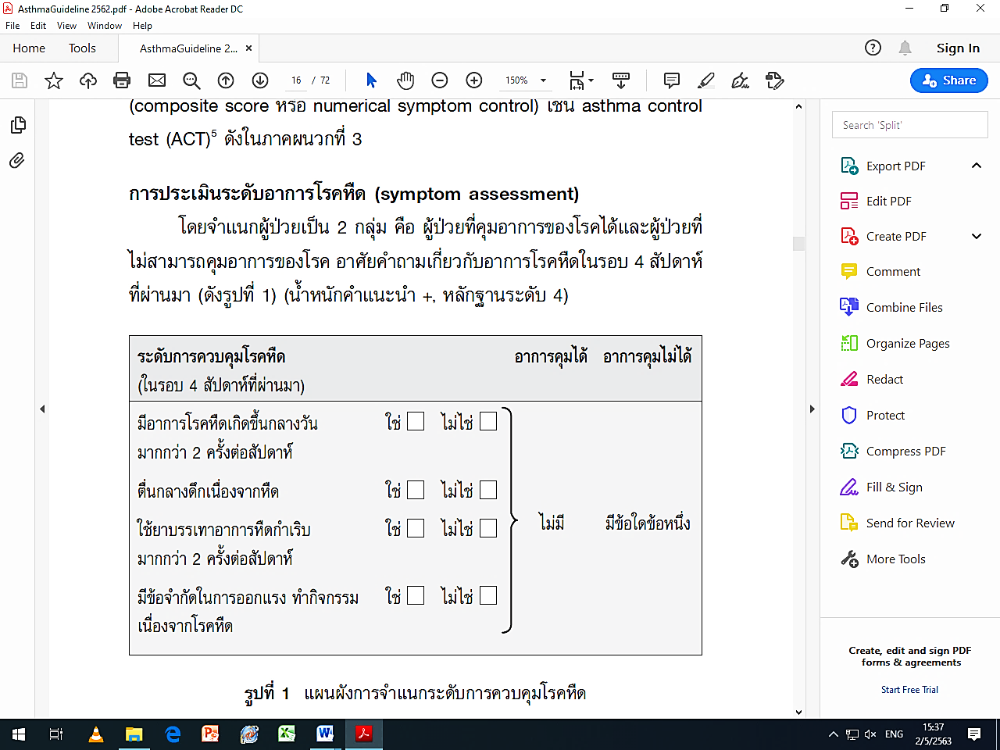 AsthmaGuideline 2562.pdf - Adobe Acrobat Reader DC
File Edit View Window Help
Home Tools AsthmaGuideline 2... × Sign In
16 / 72 150% Share
(composite score หรือ numerical symptom control) เช่น asthma control
test (ACT)5 ดังในภาคผนวกที่ 3
การประเมินระดับอาการโรคหืด (symptom assessment)
โดยจำแนกผู้ป่วยเป็น 2 กลุ่ม คือ ผู้ป่วยที่คุมอาการของโรคได้และผู้ป่วยที่
ไม่สามารถคุมอาการของโรค อาศัยคำถามเกี่ยวกับอาการโรคหืดในรอบ 4 สัปดาห์
ที่ผ่านมา (ดังรูปที่ 1) (น้ำหนักคำแนะนำ +, หลักฐานระดับ 4)
ระดับการควบคุมโรคหืด อาการคุมได้ อาการคุมไม่ได้
(ในรอบ 4 สัปดาห์ที่ผ่านมา)
มีอาการโรคหืดเกิดขึ้นกลางวัน ใช่ ไม่ใช่
มากกว่า 2 ครั้งต่อสัปดาห์
ตื่นกลางดึกเนื่องจากหืด ใช่ ไม่ใช่
ไม่มี มีข้อใดข้อหนึ่ง
ใช้ยาบรรเทาอาการหืดกำเริบ ใช่ ไม่ใช่
มากกว่า 2 ครั้งต่อสัปดาห์
มีข้อจำกัดในการออกแรง ทำกิจกรรม ใช่ ไม่ใช่
เนื่องจากโรคหืด
รูปที่ 1 แผนผังการจำแนกระดับการควบคุมโรคหืด
Search 'Split'
Export PDF
Edit PDF
Create PDF
Comment
Combine Files
Organize Pages
Redact
Protect
Compress PDF
Fill & Sign
Send for Review
More Tools
Create, edit and sign PDF
forms & agreements
Start Free Trial
ENG 15:37
2/5/2563